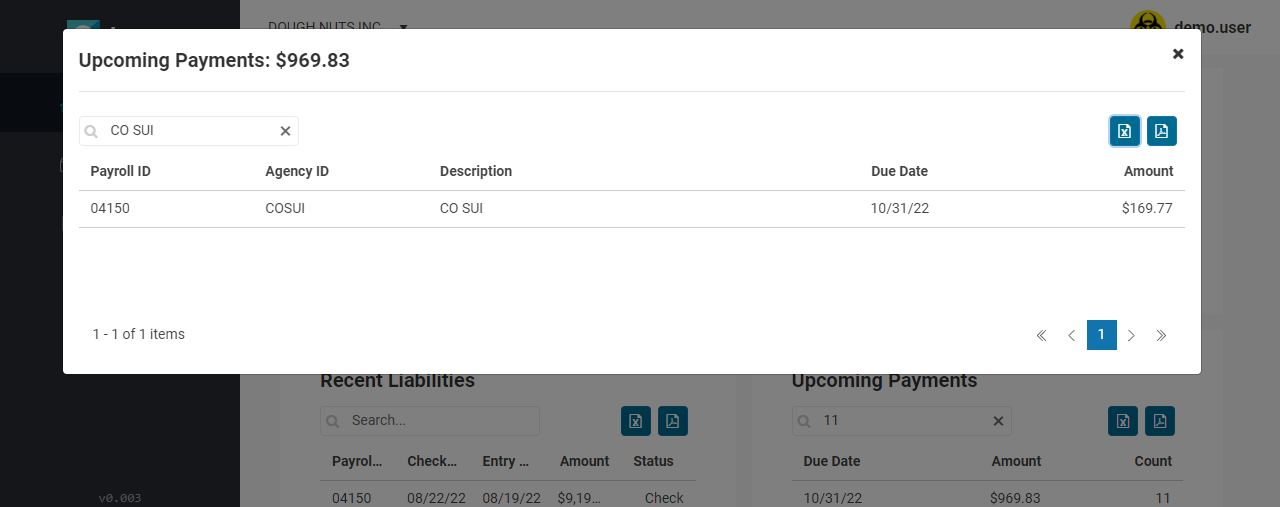 DOUGH NUTS INC
demo.user
Upcoming Payments: $969.83
CO SUI
Payroll ID Agency ID Description Due Date Amount
04150 COSUI CO SUI 10/31/22 $169.77
1 - 1 of 1 items
1
Recent Liabilities Upcoming Payments
Search... 11
Payrol... Check... Entry ... Amount Status Due Date Amount Count
04150 08/22/22 08/19/22 $9,19... Check 10/31/22 $969.83 11
v0.003